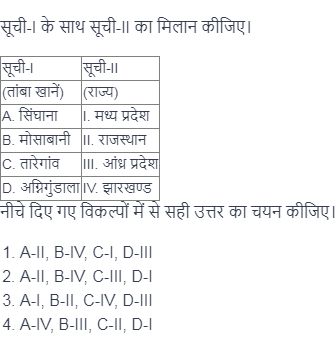 सूची-I के साथ सूची-II का मिलान कीजिए।
सूची-I सूची-II
(तांबा खानें) (राज्य)
A. सिंघाना I. मध्य प्रदेश
B. मोसाबानी II. राजस्थान
C. तारेगांव III. आंध्र प्रदेश
D. अग्निगुंडाला IV. झारखण्ड
नीचे दिए गए विकल्पों में से सही उत्तर का चयन कीजिए।
1. A-II, B-IV, C-I, D-III
2. A-II, B-IV, C-III, D-I
3. A-I, B-II, C-IV, D-III
4. A-IV, B-III, C-II, D-I